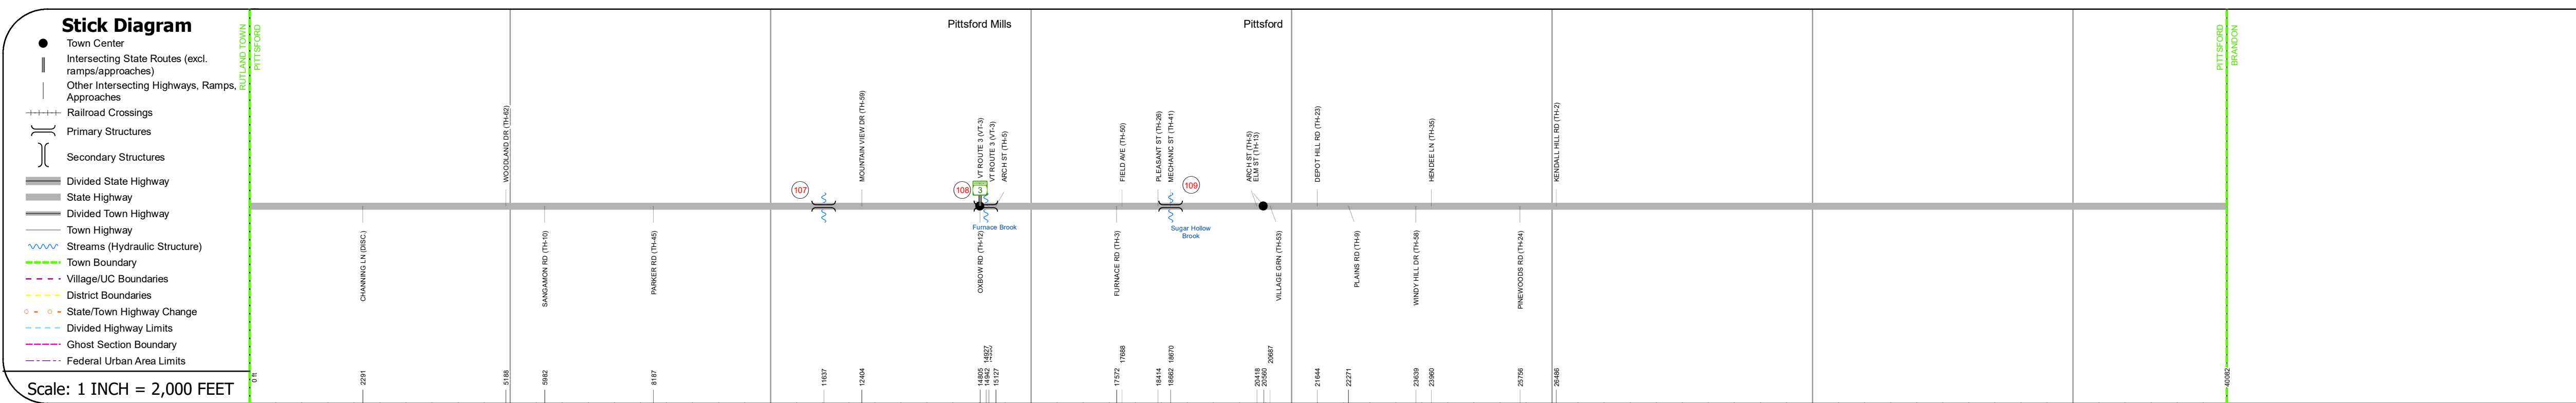 Stick Diagram
Town Center
Intersecting State Routes (excl.
ramps/approaches)
Other Intersecting Highways, Ramps,
Approaches
Railroad Crossings
Primary Structures
Secondary Structures
Divided State Highway
State Highway
Divided Town Highway
Town Highway
Streams (Hydraulic Structure)
Town Boundary
Village/UC Boundaries
District Boundaries
State/Town Highway Change
Divided Highway Limits
Ghost Section Boundary
Federal Urban Area Limits
Scale: 1 INCH = 2,000 FEET
RUTLAND TOWN
PITTSFORD
Pittsford Mills
Pittsford
PITTSFORD
BRANDON
WOODLAND DR (TH-62)
MOUNTAIN VIEW DR (TH-59)
VT ROUTE 3 (VT-3)
VT ROUTE 3 (VT-3)
ARCH ST (TH-5)
FIELD AVE (TH-50)
PLEASANT ST (TH-26)
MECHANIC ST (TH-41)
ARCH ST (TH-5)
ELM ST (TH-13)
DEPOT HILL RD (TH-23)
HENDEE LN (TH-35)
KENDALL HILL RD (TH-2)
107
108
3
109
Furnace Brook
Sugar Hollow
Brook
CHANNING LN (DISC.)
SANGAMON RD (TH-10)
PARKER RD (TH-45)
OXBOW RD (TH-12)
FURNACE RD (TH-3)
VILLAGE GRN (TH-53)
PLAINS RD (TH-9)
WINDY HILL DR (TH-58)
PINEWOODS RD (TH-24)
0 ft
2291
5188
5982
8187
11637
12404
14805
14927
14942
15127
17572
17688
18414
18662
18670
20418
20560
20687
21644
22271
23639
23960
25756
26486
40082